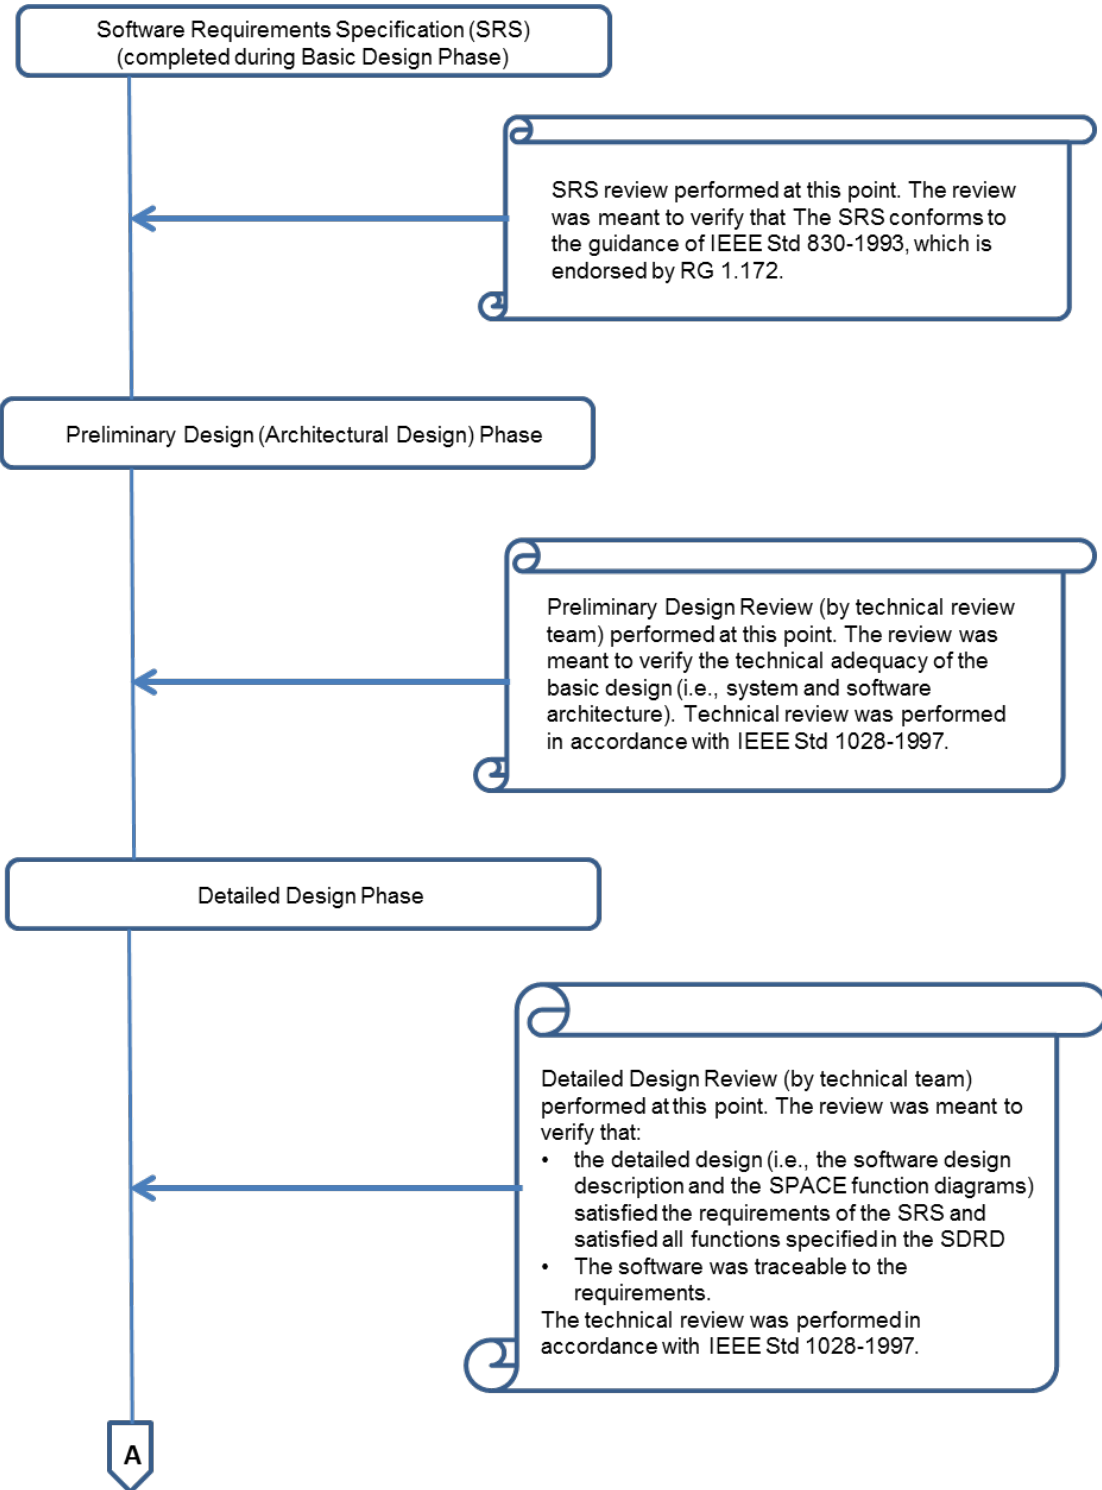 Software Requirements Specification (SRS)
(completed during Basic Design Phase)
SRS review performed at this point. The review
was meant to verify that The SRS conforms to
the guidance of IEEE Std 830-1993, which is
endorsed by RG 1.172.
Preliminary Design (Architectural Design) Phase
Preliminary Design Review (by technical review
team) performed at this point. The review was
meant to verify the technical adequacy of the
basic design (i.e., system and software
architecture). Technical review was performed
in accordance with IEEE Std 1028-1997.
Detailed Design Phase
Detailed Design Review (by technical team)
performed at this point. The review was meant to
verify that:
• the detailed design (i.e., the software design
description and the SPACE function diagrams)
satisfied the requirements of the SRS and
satisfied all functions specified in the SDRD
• The software was traceable to the
requirements.
The technical review was performed in
accordance with IEEE Std 1028-1997.
A